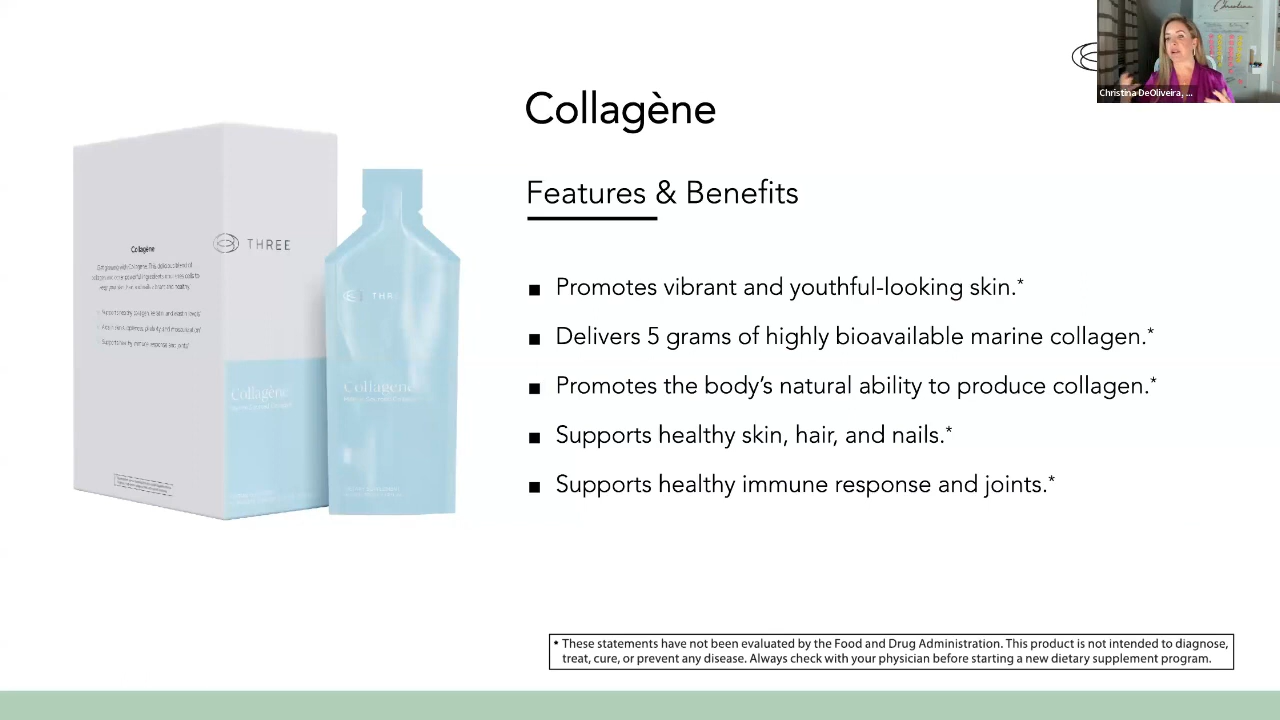 Christina DeOliveira, ...
Collagène
Features & Benefits
■ Promotes vibrant and youthful-looking skin.*
■ Delivers 5 grams of highly bioavailable marine collagen.*
■ Promotes the body's natural ability to produce collagen.*
■ Supports healthy skin, hair, and nails.*
■ Supports healthy immune response and joints.*
Collagène
THREE
Collagène
THR
Collagène
* These statements have not been evaluated by the Food and Drug Administration. This product is not intended to diagnose,
treat, cure, or prevent any disease. Always check with your physician before starting a new dietary supplement program.